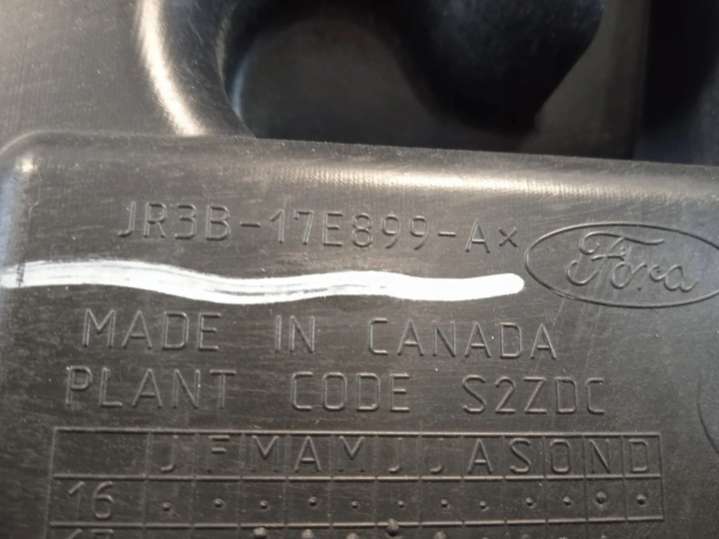 JR3B-17E899-A×
Ford
MADE IN CANADA
PLANT CODE S2ZDC
J F M A M J J A S O N D
16